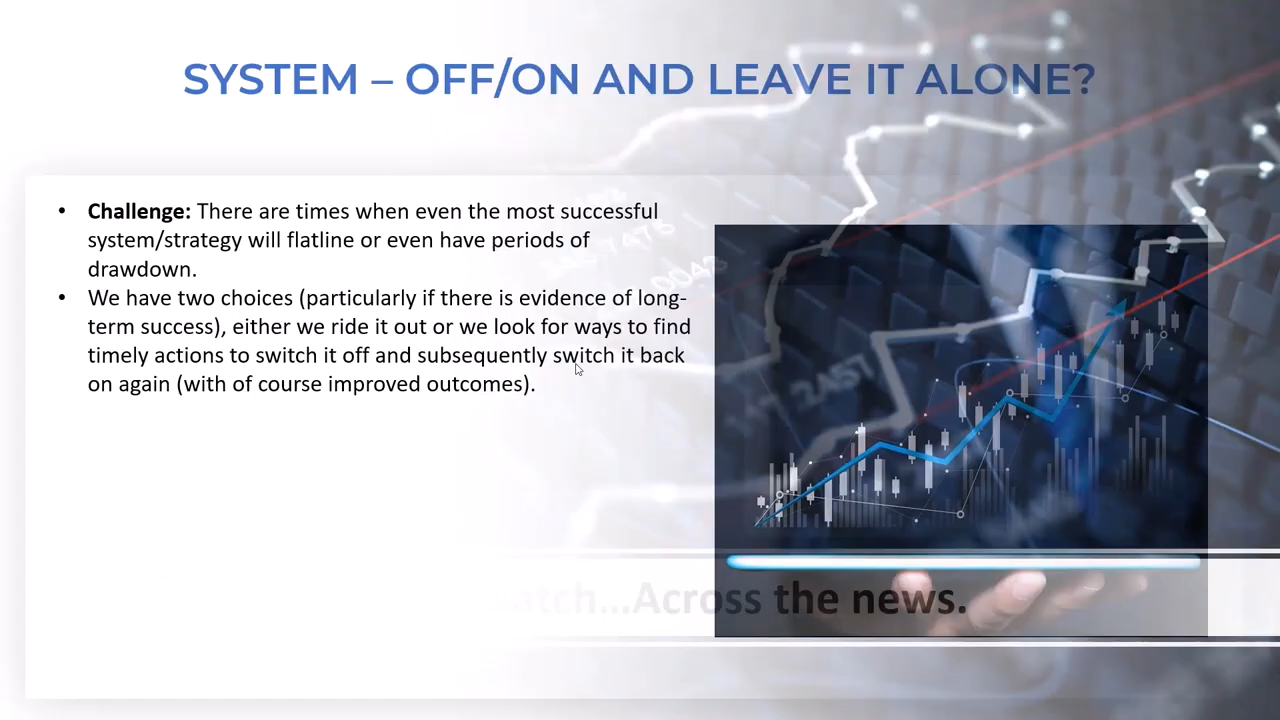 SYSTEM – OFF/ON AND LEAVE IT ALONE?
• Challenge: There are times when even the most successful
system/strategy will flatline or even have periods of
drawdown.
• We have two choices (particularly if there is evidence of long-
term success), either we ride it out or we look for ways to find
timely actions to switch it off and subsequently switch it back
on again (with of course improved outcomes).
...Across the news.